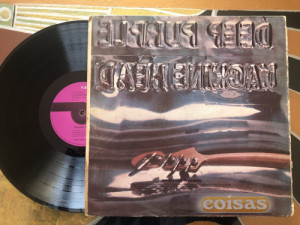 DEEP PURPLE
MACHINE HEAD
coisas